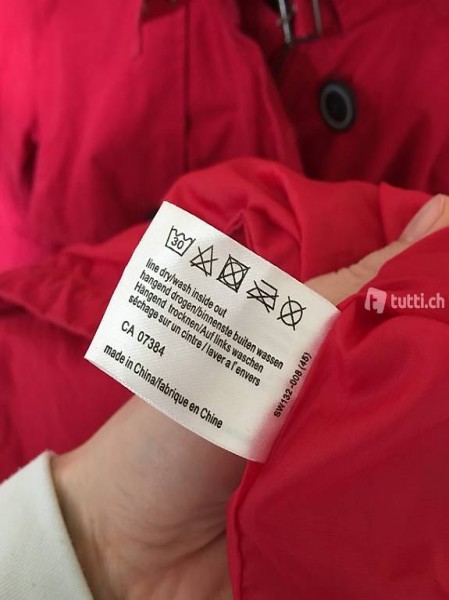 30
line dry/wash inside out
hangend drogen/binnenste buiten wassen
Hängend trocknen/Auf links waschen
séchage sur un cintre / laver a l'envers
CA 07384
made in China/fabrique en Chine
SW132-008 (45)
tutti.ch